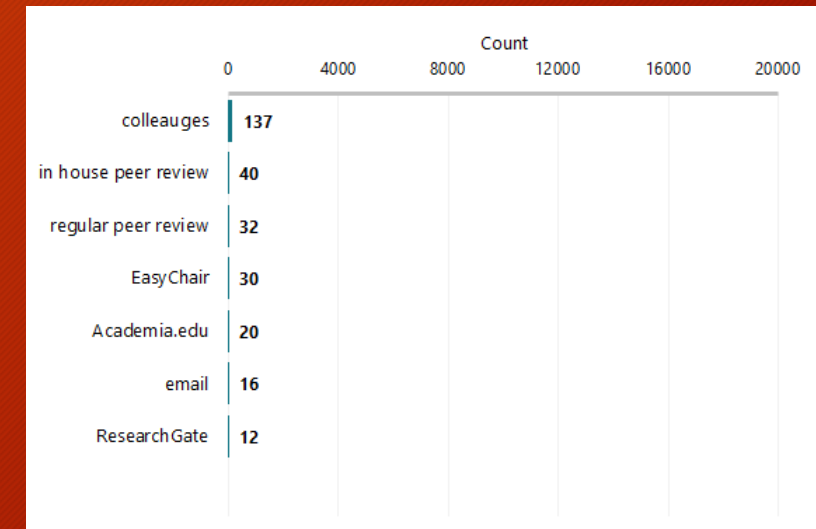 Count
0 4000 8000 12000 16000 20000
colleauges 137
in house peer review 40
regular peer review 32
EasyChair 30
Academia.edu 20
email 16
ResearchGate 12